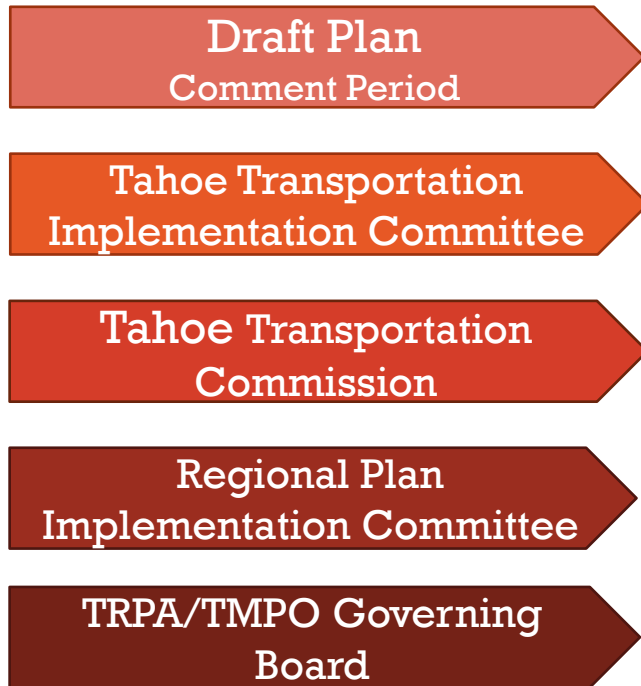 Draft Plan
Comment Period
Tahoe Transportation
Implementation Committee
Tahoe Transportation
Commission
Regional Plan
Implementation Committee
TRPA/TMPO Governing
Board